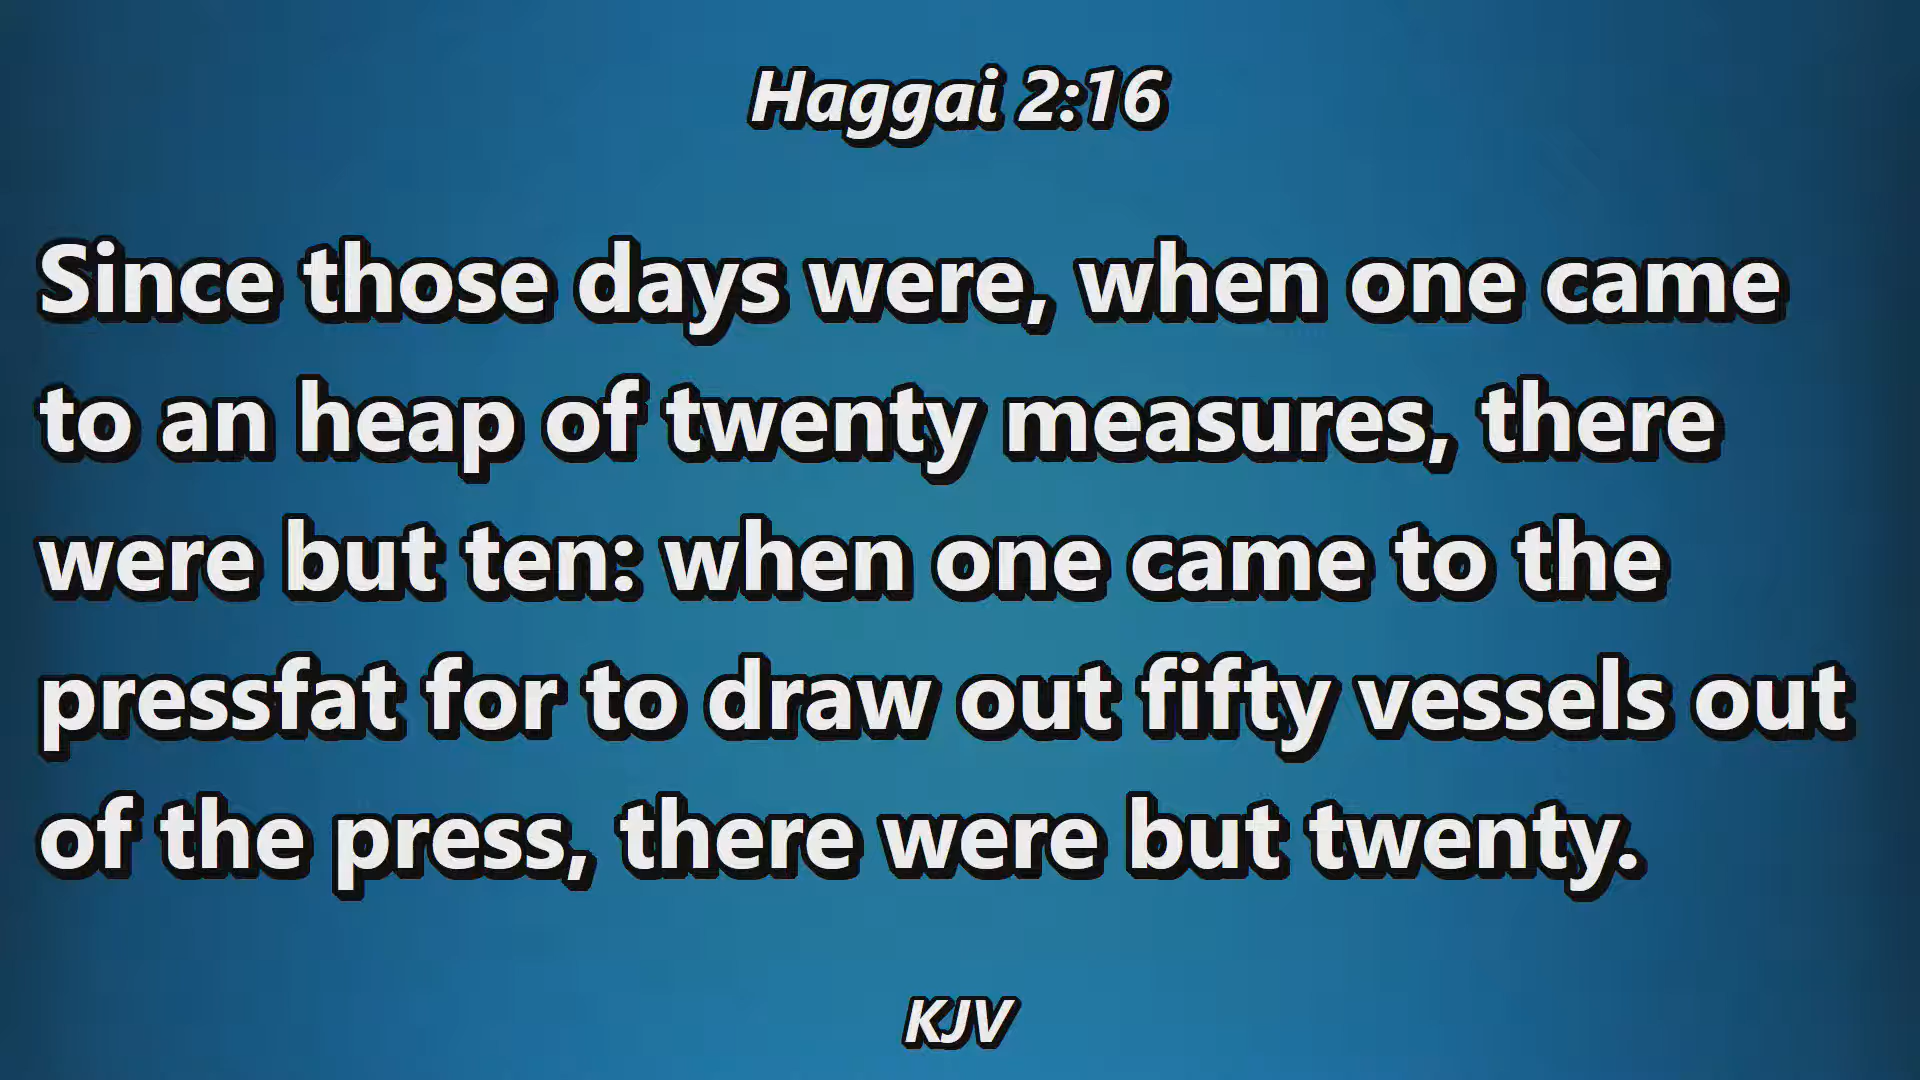 Haggai 2:16
Since those days were, when one came
to an heap of twenty measures, there
were but ten: when one came to the
pressfat for to draw out fifty vessels out
of the press, there were but twenty.
KJV